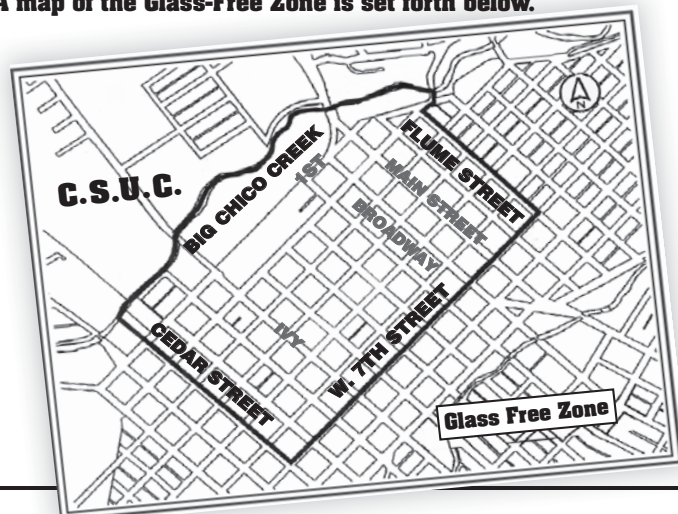 A map of the Glass-Free Zone is set forth below.
N
FLUME STREET
BIG CHICO CREEK
1ST
MAIN STREET
C.S.U.C.
BROADWAY
IVY
W. 7TH STREET
CEDAR STREET
Glass Free Zone